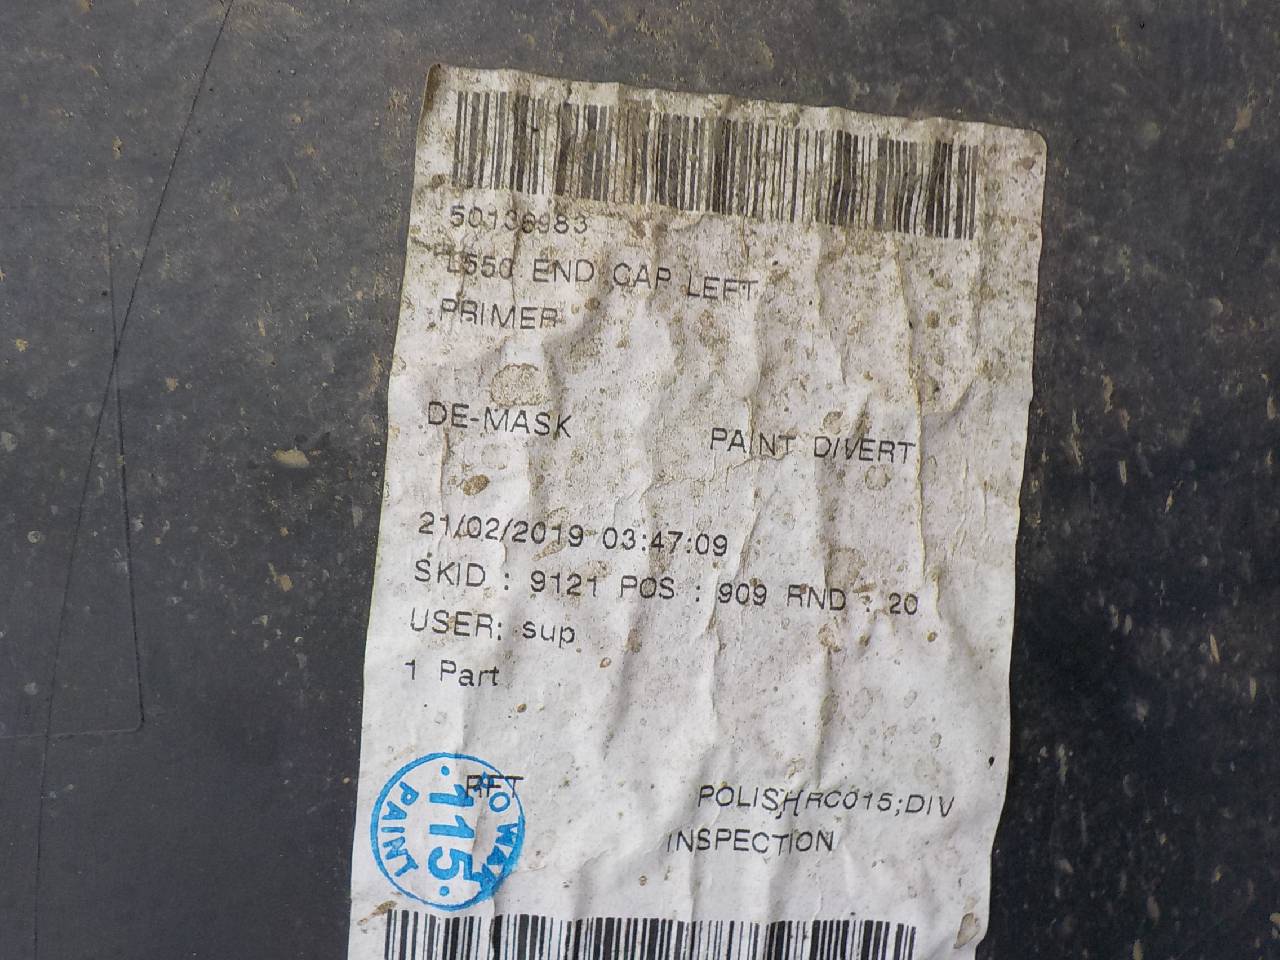 50136983
L550 END CAP LEFT
PRIMER
DE-MASK PAINT DIVERT
21/02/2019 03:47:09
SKID : 9121 POS : 909 RND : 20
USER: sup
1 Part
RFT POLISH RC015;DIV
INSPECTION
PAINT
115